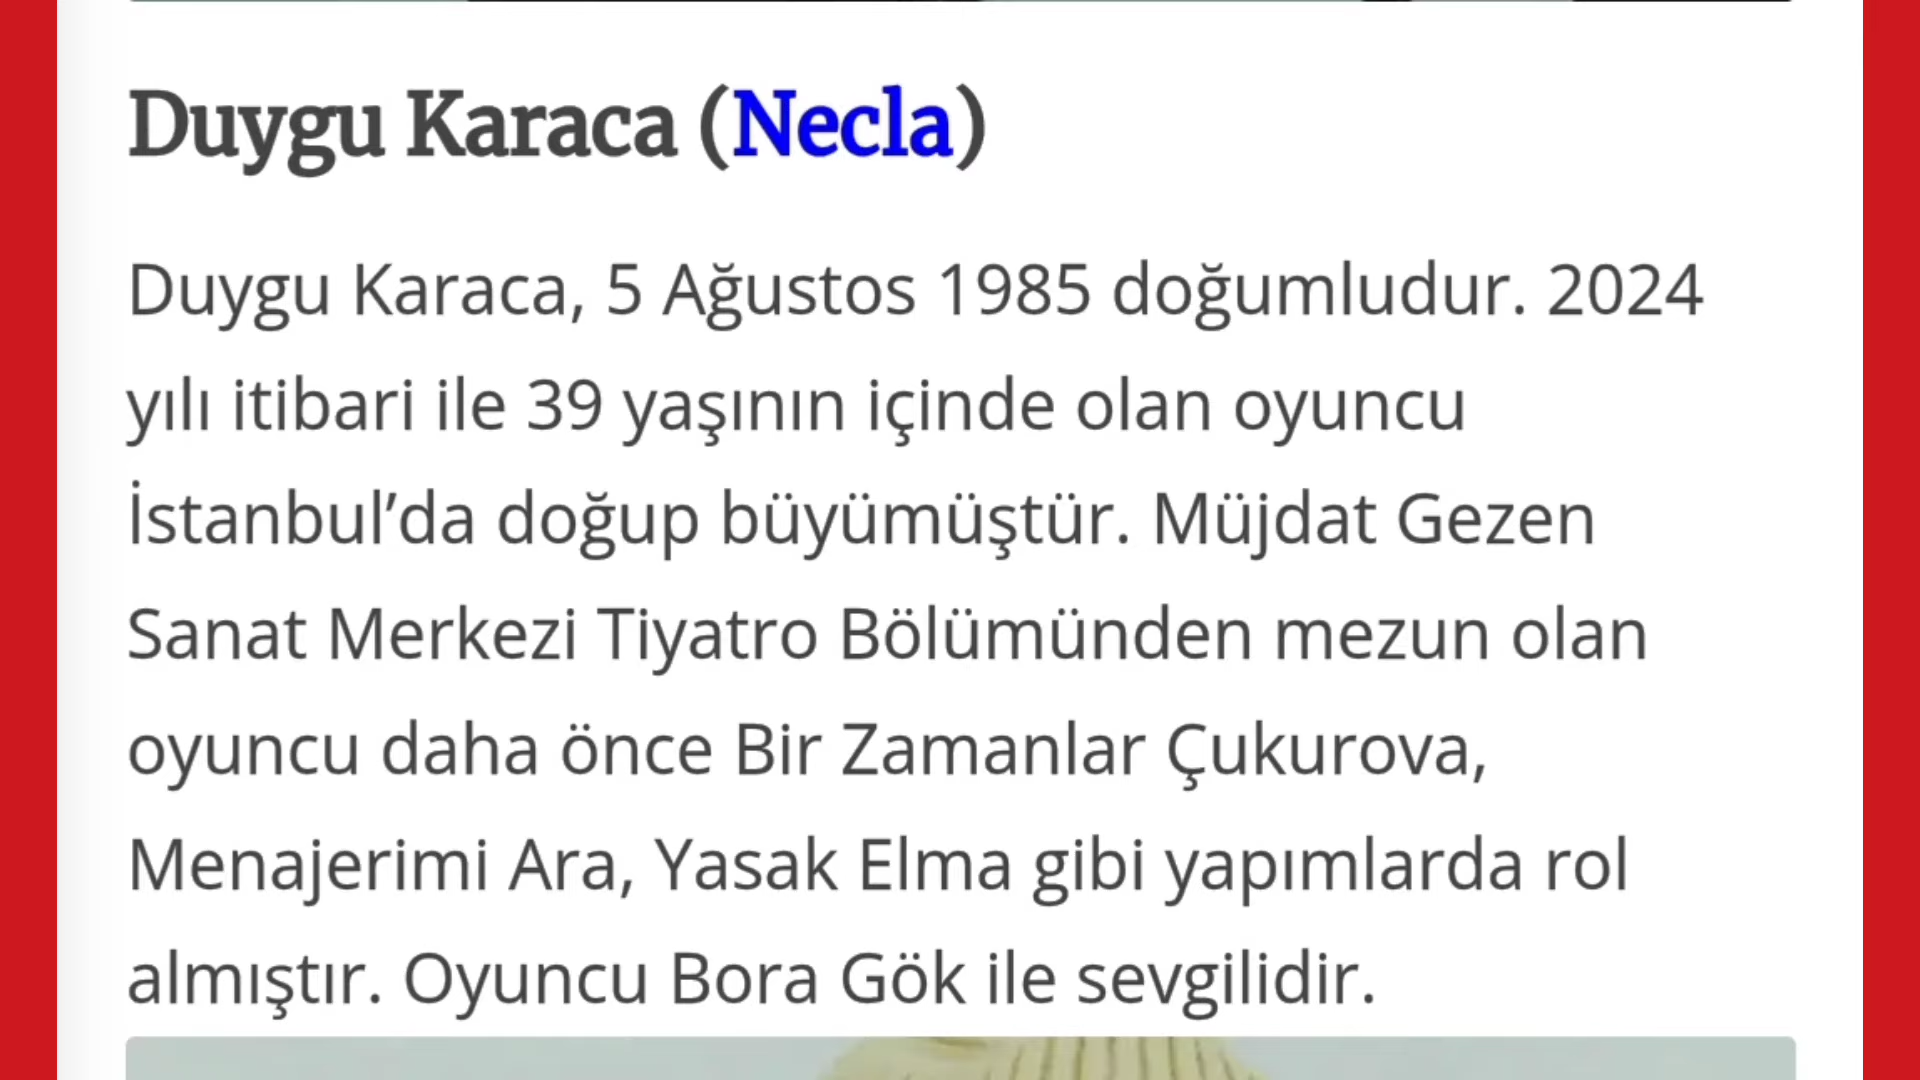 Duygu Karaca (Necla)
Duygu Karaca, 5 Ağustos 1985 doğumludur. 2024
yılı itibari ile 39 yaşının içinde olan oyuncu
İstanbul’da doğup büyümüştür. Müjdat Gezen
Sanat Merkezi Tiyatro Bölümünden mezun olan
oyuncu daha önce Bir Zamanlar Çukurova,
Menajerimi Ara, Yasak Elma gibi yapımlarda rol
almıştır. Oyuncu Bora Gök ile sevgilidir.